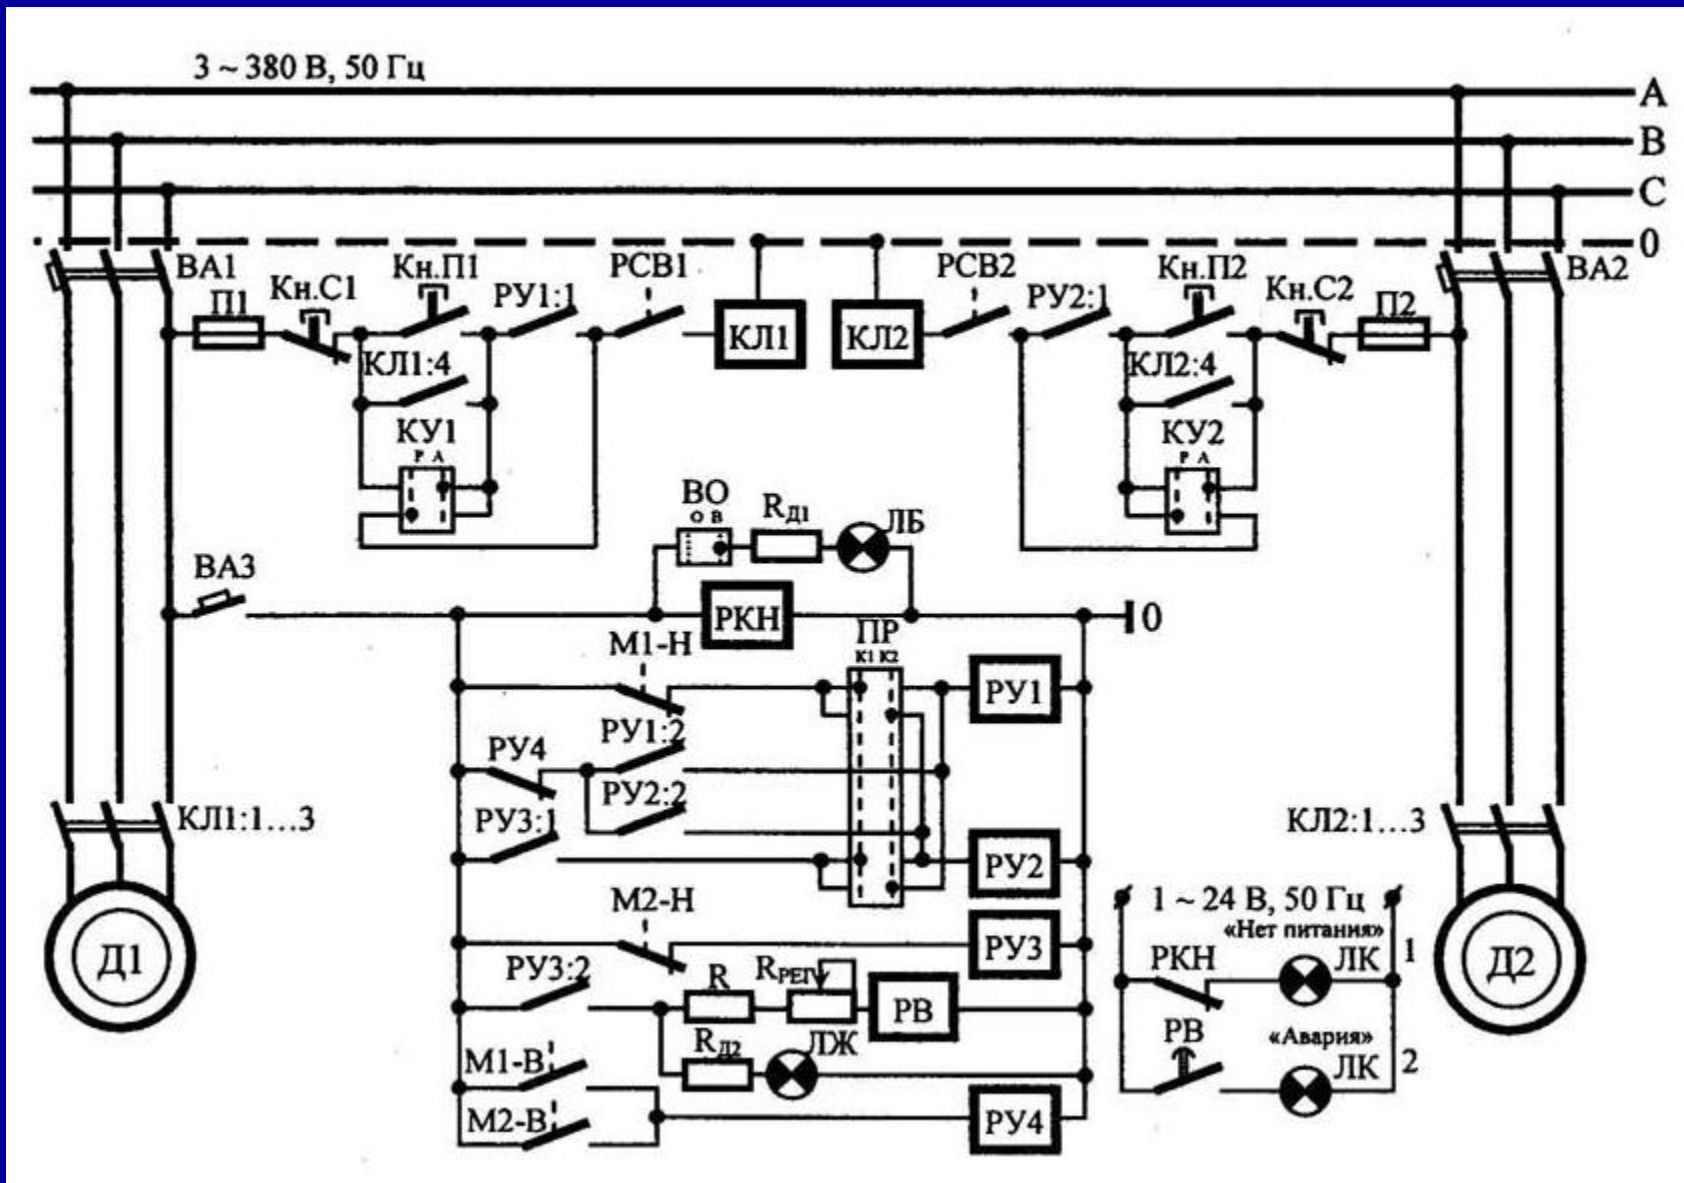 3 ~ 380 В, 50 Гц
А
В
С
0
ВА1
П1
Кн.С1
Кн.П1
РУ1:1
РСВ1
КЛ1
КЛ2
РСВ2
РУ2:1
Кн.П2
Кн.С2
П2
ВА2
КЛ1:4
КЛ2:4
КУ1
Р А
КУ2
Р А
ВО
О В
RД1
ЛБ
ВА3
РКН
0
М1-Н
ПР
К1 К2
РУ1
РУ4
РУ1:2
РУ2:2
РУ3:1
РУ2
КЛ1:1...3
КЛ2:1...3
Д1
М2-Н
РУ3
РУ3:2
R
RРЕГ
РВ
RД2
ЛЖ
М1-В
М2-В
РУ4
1 ~ 24 В, 50 Гц
«Нет питания»
РКН
ЛК
1
РВ
«Авария»
ЛК
2
Д2